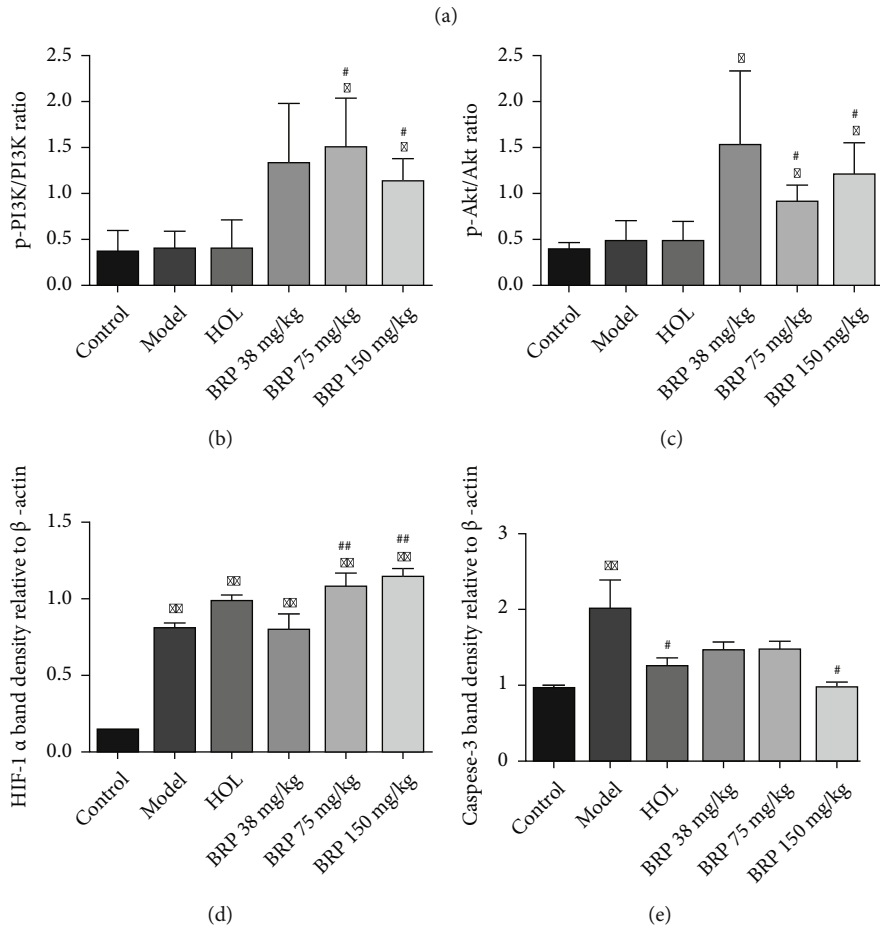 (a)
p-PI3K/PI3K ratio
2.5
2.0
1.5
1.0
0.5
0.0
#
#
Control
Model
HOL
BRP 38 mg/kg
BRP 75 mg/kg
BRP 150 mg/kg
(b)
p-Akt/Akt ratio
2.5
2.0
1.5
1.0
0.5
0.0
#
#
Control
Model
HOL
BRP 38 mg/kg
BRP 75 mg/kg
BRP 150 mg/kg
(c)
HIF-1 α band density relative to β -actin
1.5
1.0
0.5
0.0
##
##
Control
Model
HOL
BRP 38 mg/kg
BRP 75 mg/kg
BRP 150 mg/kg
(d)
Caspese-3 band density relative to β -actin
3
2
1
0
#
#
Control
Model
HOL
BRP 38 mg/kg
BRP 75 mg/kg
BRP 150 mg/kg
(e)